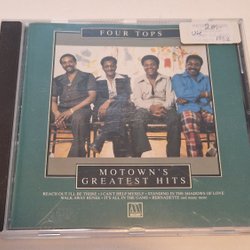 FOUR TOPS
MOTOWN'S
GREATEST HITS
REACH OUT I'LL BE THERE • I CAN'T HELP MYSELF • STANDING IN THE SHADOWS OF LOVE
WALK AWAY RENEE • IT'S ALL IN THE GAME • BERNADETTE and many more